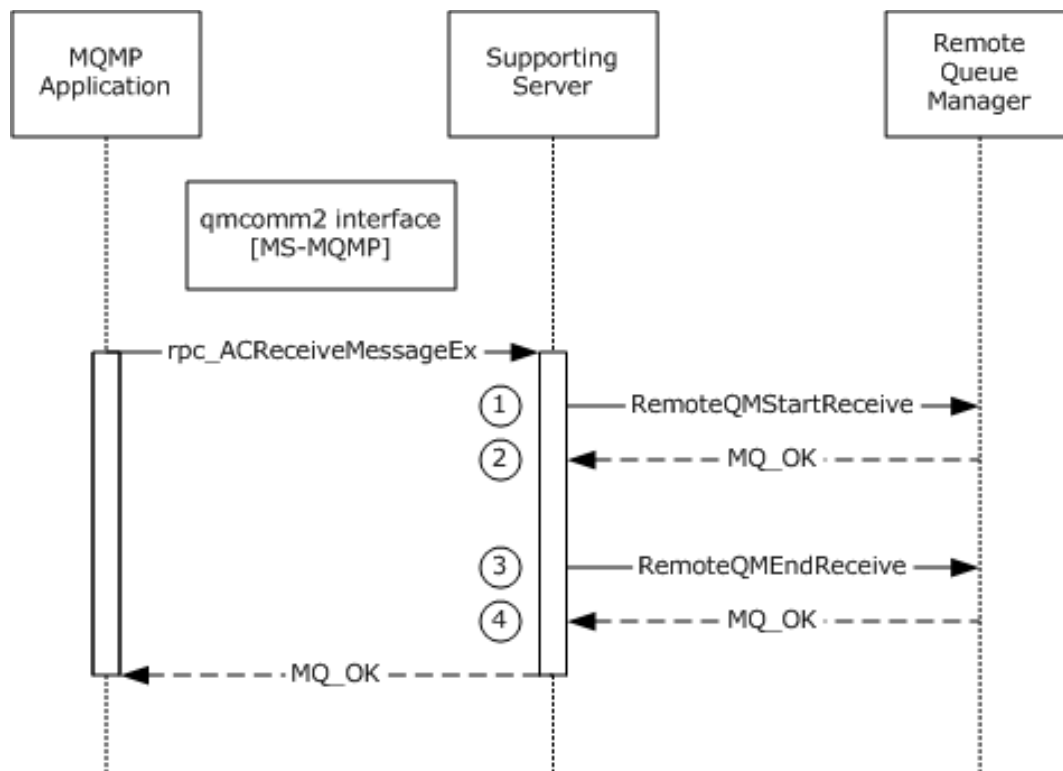 MQMP
Application
Supporting
Server
Remote
Queue
Manager
qmcomm2 interface
[MS-MQMP]
rpc_ACReceiveMessageEx
1
RemoteQMStartReceive
2
MQ_OK
3
RemoteQMEndReceive
4
MQ_OK
MQ_OK